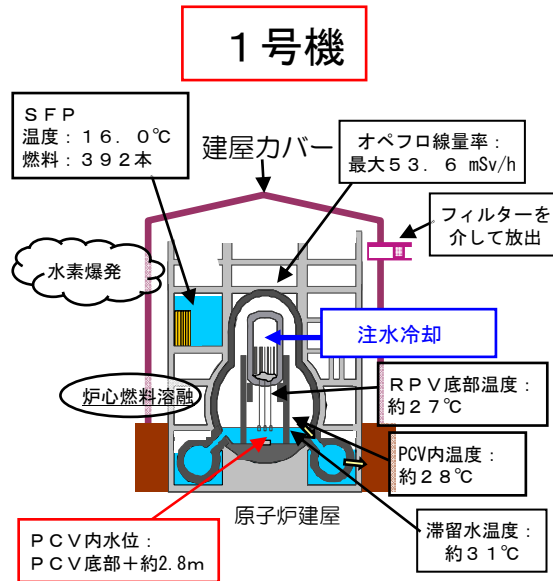 １号機
ＳＦＰ
温度：１６．０℃
燃料：３９２本
建屋カバー
オペフロ線量率：
最大５３．６ mSv/h
フィルターを
介して放出
水素爆発
注水冷却
炉心燃料溶融
ＲＰＶ底部温度：
約２７℃
PCV内温度：
約２８℃
原子炉建屋
滞留水温度：
約３１℃
ＰＣＶ内水位：
ＰＣＶ底部＋約2.8ｍ